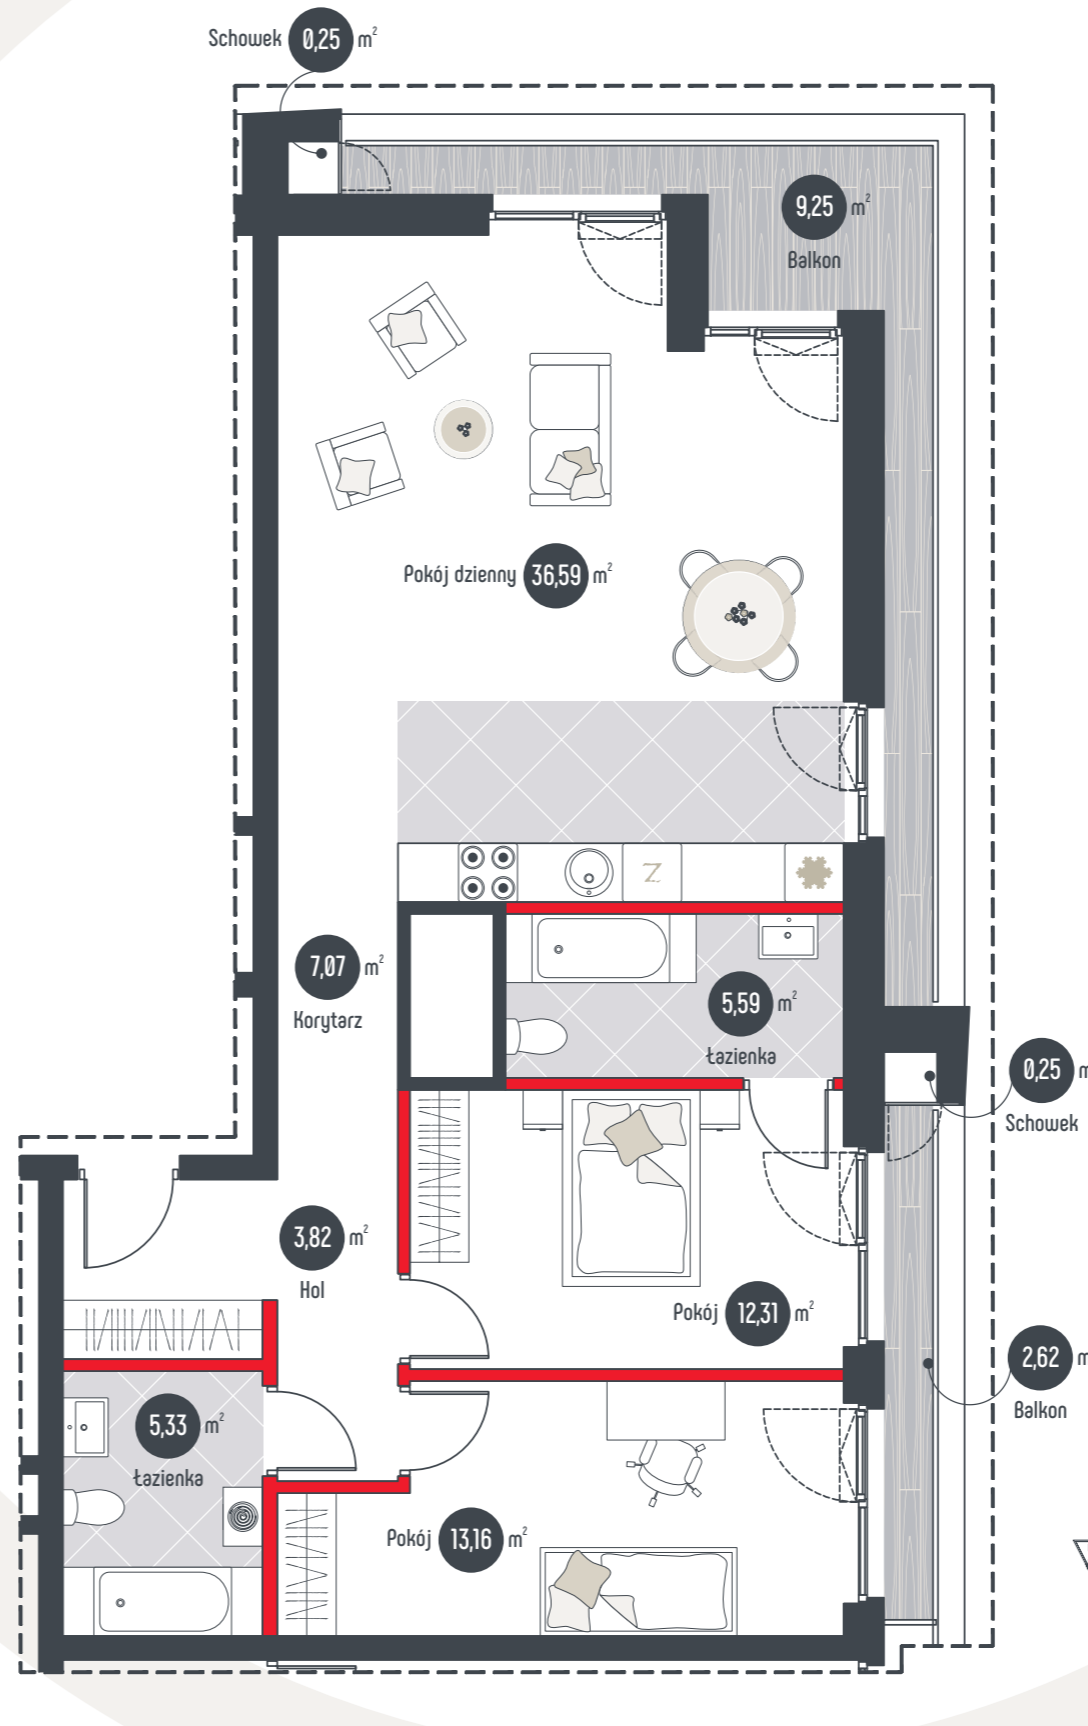 Schowek 0,25 m²
9,25 m²
Balkon
Pokój dzienny 36,59 m²
Z
7,07 m²
Korytarz
5,59 m²
Łazienka
0,25 m
Schowek
3,82 m²
Hol
Pokój 12,31 m²
2,62 m
Balkon
5,33 m²
Łazienka
Pokój 13,16 m²